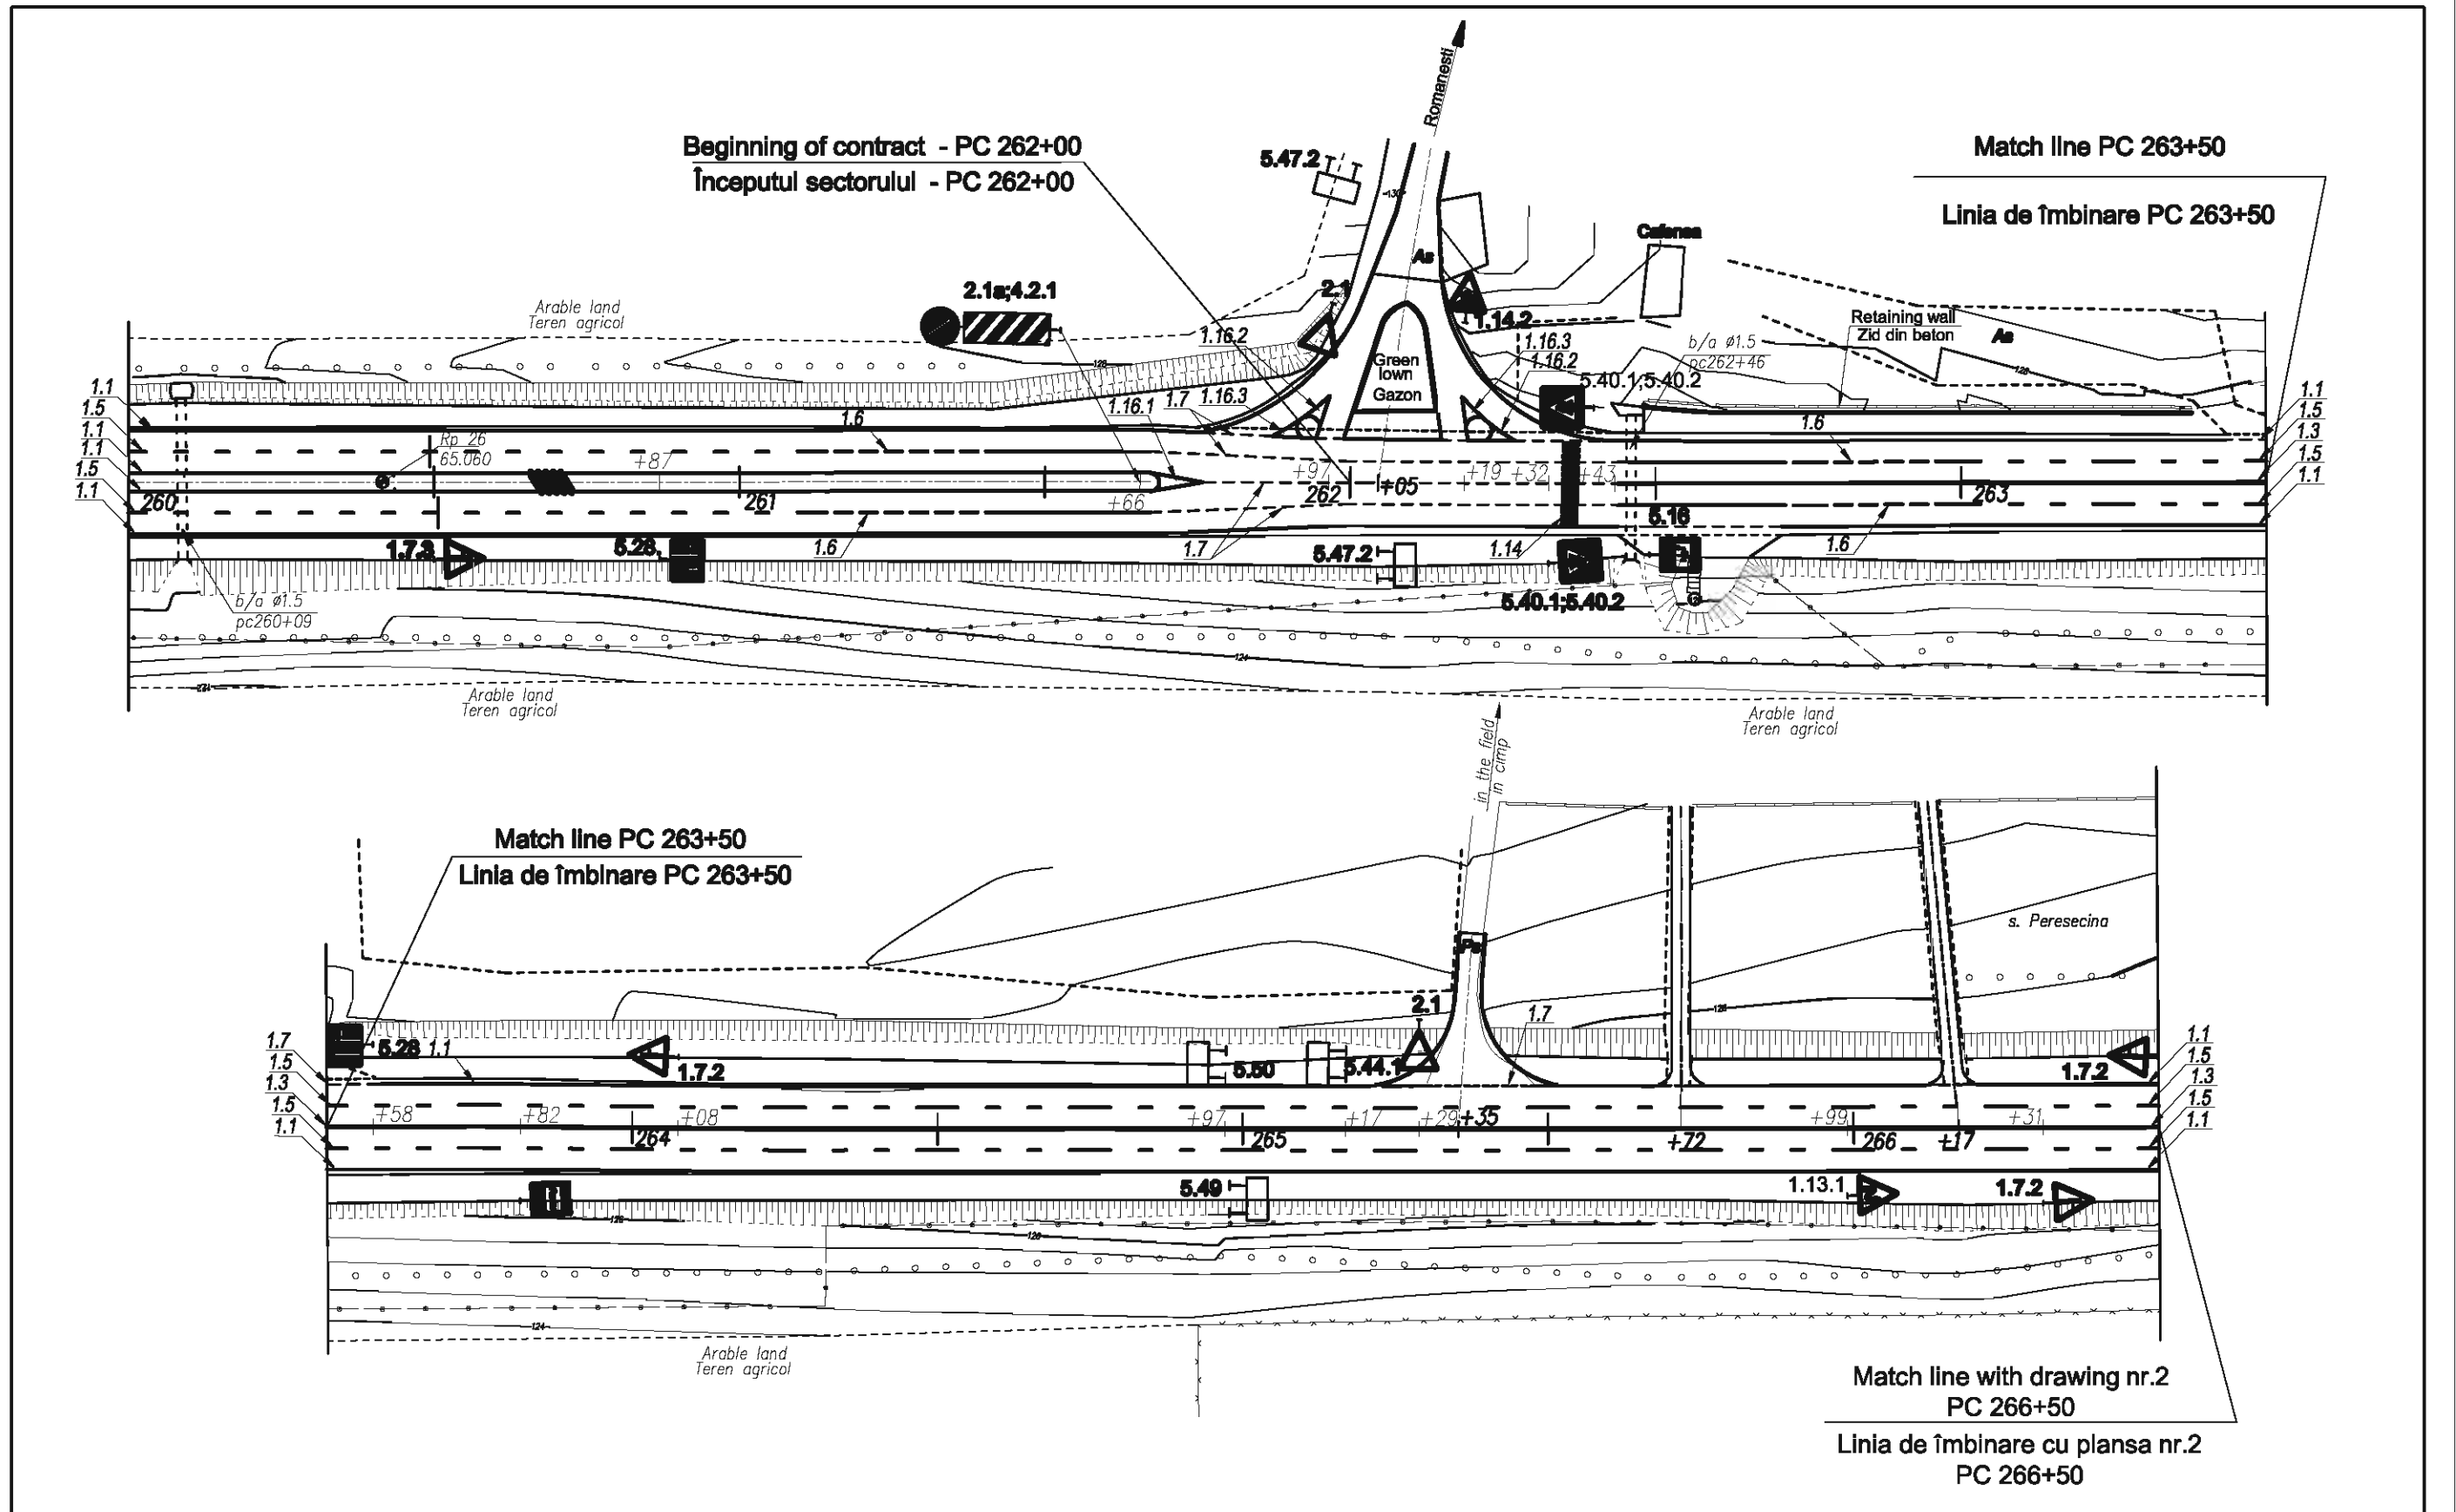 Romanesti
Beginning of contract - PC 262+00
Începutul sectorului - PC 262+00
5.47.2
Match line PC 263+50
Linia de îmbinare PC 263+50
-130-
Cafenea
As
2.1a;4.2.1
2.1
Arable land
Teren agricol
1.14.2
Retaining wall
Zid din beton
As
1.16.2
1.16.3
1.16.2
b/a ø1.5
pc262+46
128
128
Green
lown
Gazon
5.40.1;5.40.2
1.1
1.5
1.1
1.1
1.5
1.1
1.6
1.16.1
1.7
1.16.3
1.6
1.1
1.5
1.3
1.5
1.1
Rp 26
65.060
+87
+97
+19
+32
+43
260
261
+66
262
+05
263
5.16
1.7.3
5.28.
1.6
1.7
5.47.2
1.14
1.6
b/a ø1.5
pc260+09
5.40.1;5.40.2
124
124
Arable land
Teren agricol
Arable land
Teren agricol
in the field
in cimp
Match line PC 263+50
Linia de îmbinare PC 263+50
s. Peresecina
Ps
2.1
1.7
128
1.7
1.5
1.3
1.5
1.1
5.28
1.1
1.7.2
5.50
5.44.1
1.7.2
1.1
1.5
1.3
1.5
1.1
+58
+82
+08
+97
+17
+29
+35
+99
+31
264
265
+72
266
+17
5.49
1.13.1
1.7.2
126
126
124
Arable land
Teren agricol
Match line with drawing nr.2
PC 266+50
Linia de îmbinare cu plansa nr.2
PC 266+50